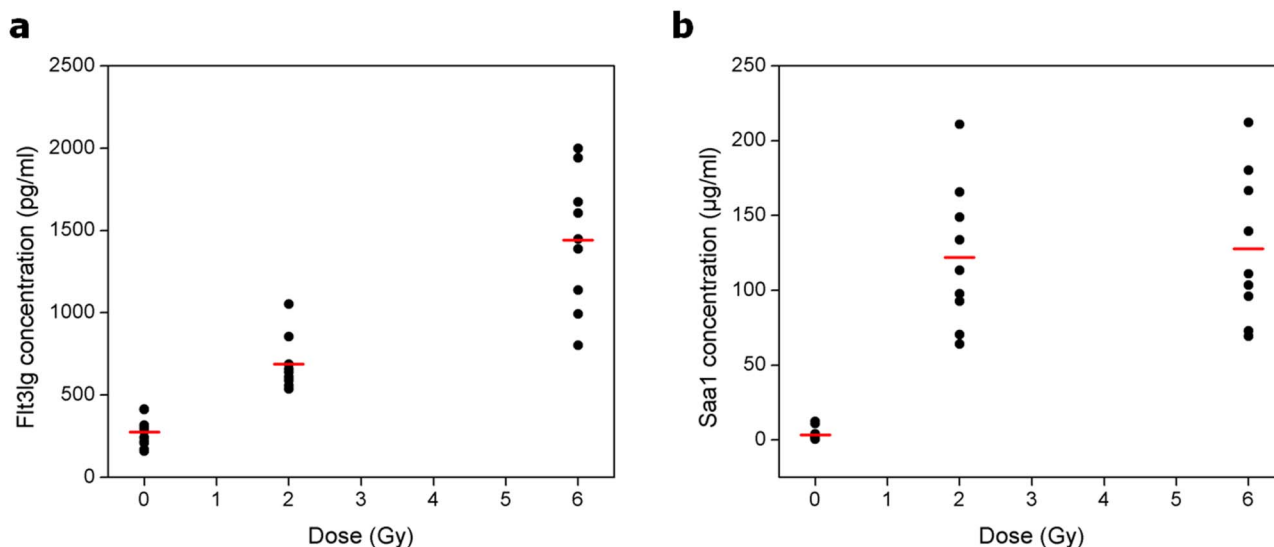 a
Flt3lg concentration (pg/ml)
2500
2000
1500
1000
500
0
0 1 2 3 4 5 6
Dose (Gy)
b
Saa1 concentration (µg/ml)
250
200
150
100
50
0
0 1 2 3 4 5 6
Dose (Gy)